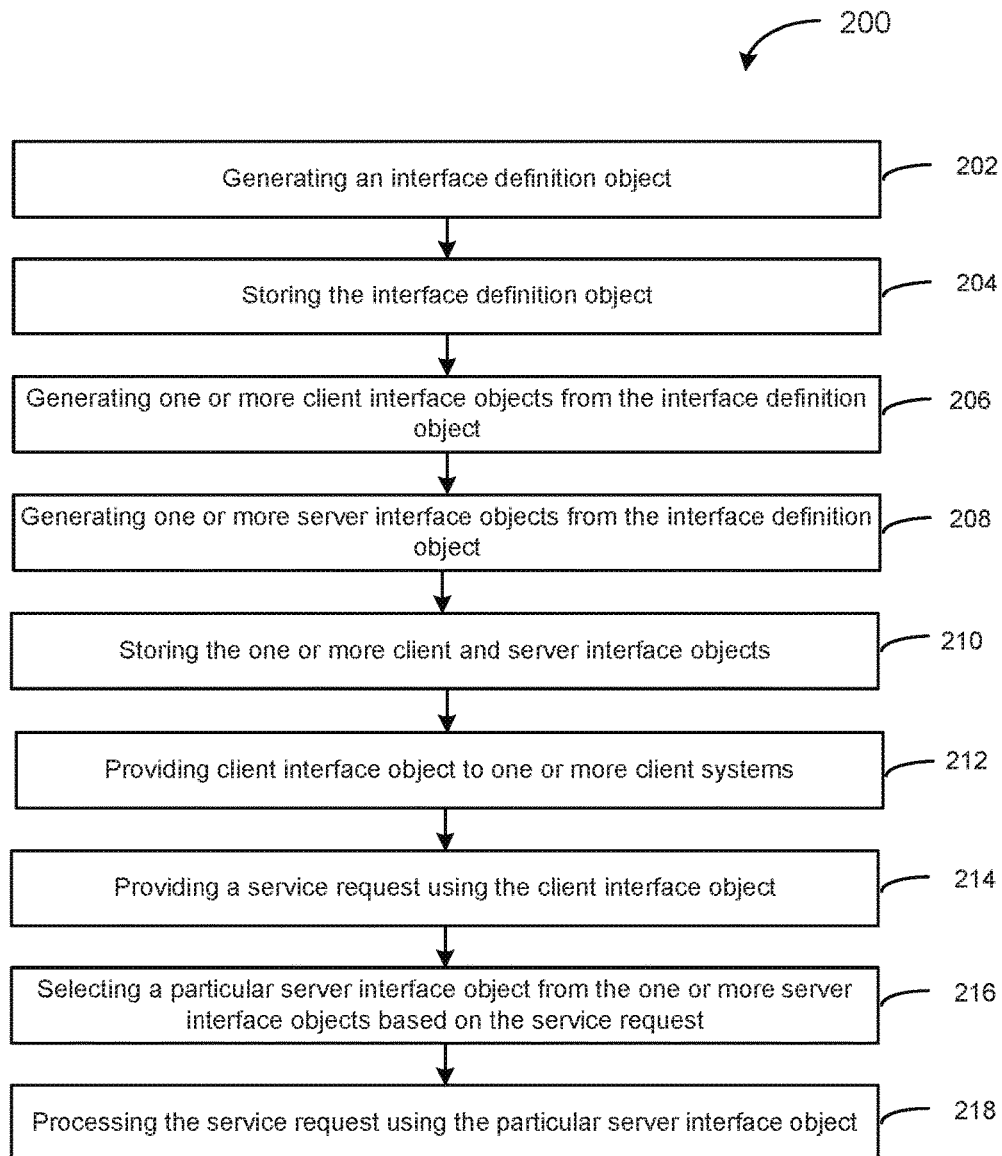 200
Generating an interface definition object
202
Storing the interface definition object
204
Generating one or more client interface objects from the interface definition
object
206
Generating one or more server interface objects from the interface definition
object
208
Storing the one or more client and server interface objects
210
Providing client interface object to one or more client systems
212
Providing a service request using the client interface object
214
Selecting a particular server interface object from the one or more server
interface objects based on the service request
216
Processing the service request using the particular server interface object
218